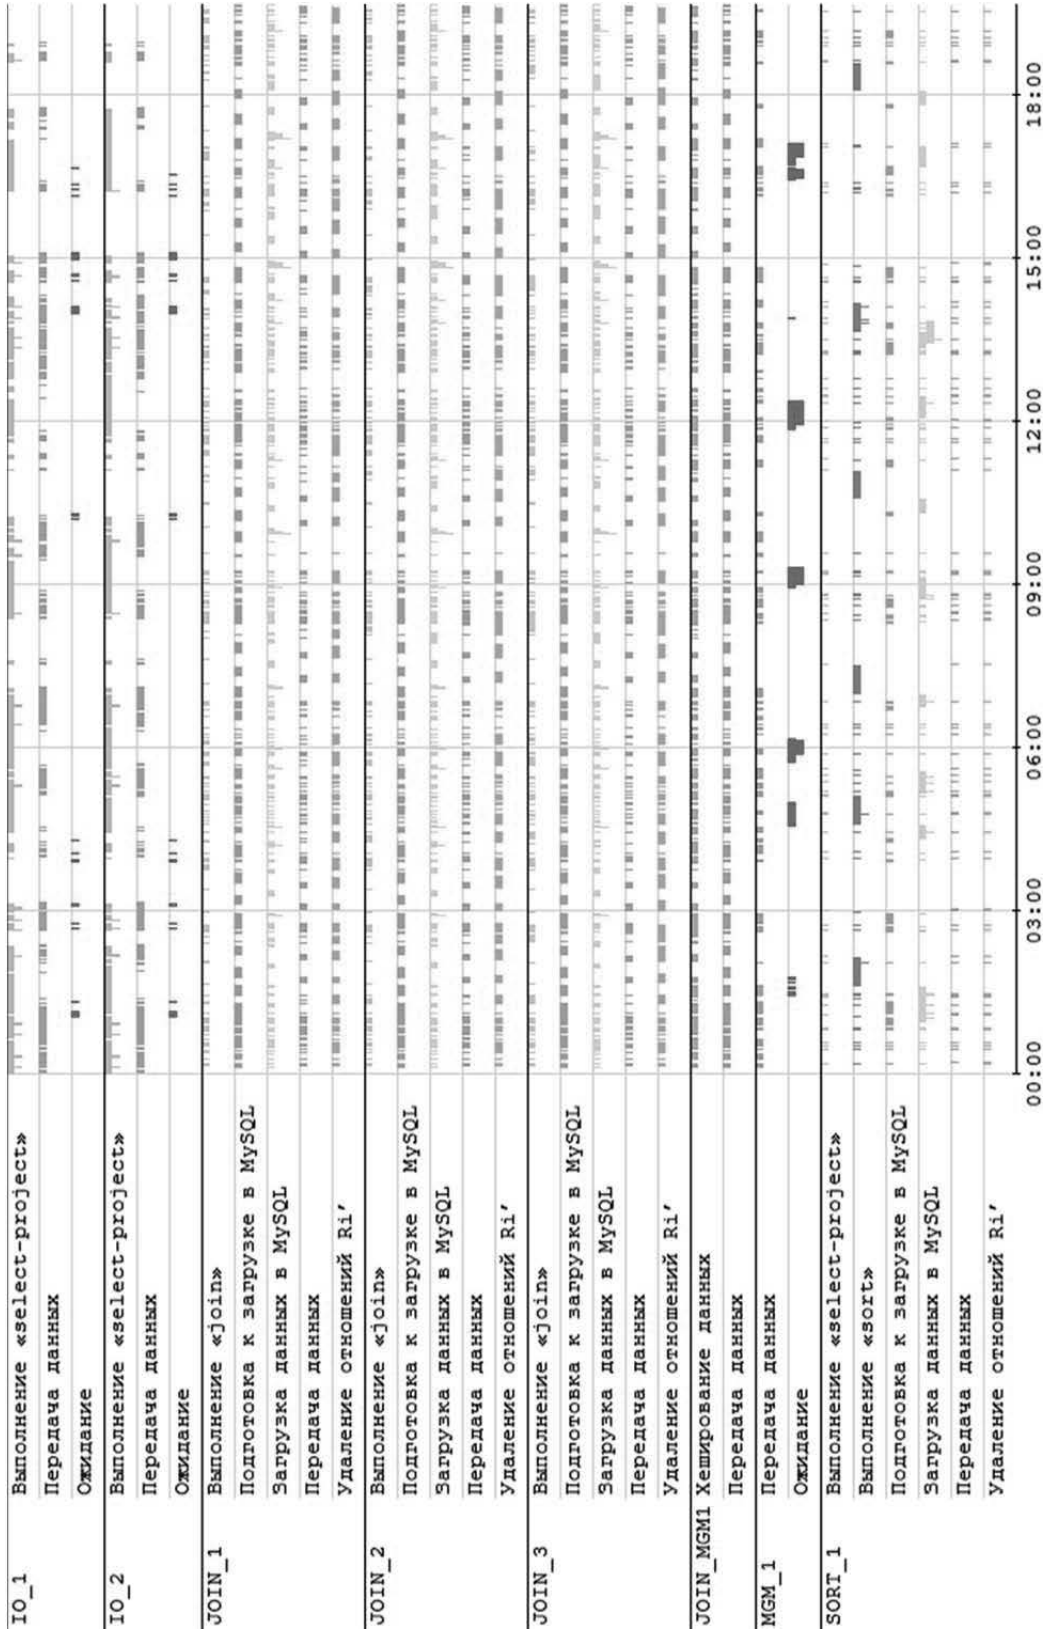 IO_1 Выполнение «select-project»
Передача данных
Ожидание
IO_2 Выполнение «select-project»
Передача данных
Ожидание
JOIN_1 Выполнение «join»
Подготовка к загрузке в MySQL
Загрузка данных в MySQL
Передача данных
Удаление отношений Ri′
JOIN_2 Выполнение «join»
Подготовка к загрузке в MySQL
Загрузка данных в MySQL
Передача данных
Удаление отношений Ri′
JOIN_3 Выполнение «join»
Подготовка к загрузке в MySQL
Загрузка данных в MySQL
Передача данных
Удаление отношений Ri′
JOIN_MGM1 Хеширование данных
Передача данных
MGM_1 Передача данных
Ожидание
SORT_1 Выполнение «select-project»
Выполнение «sort»
Подготовка к загрузке в MySQL
Загрузка данных в MySQL
Передача данных
Удаление отношений Ri′
00:00 03:00 06:00 09:00 12:00 15:00 18:00